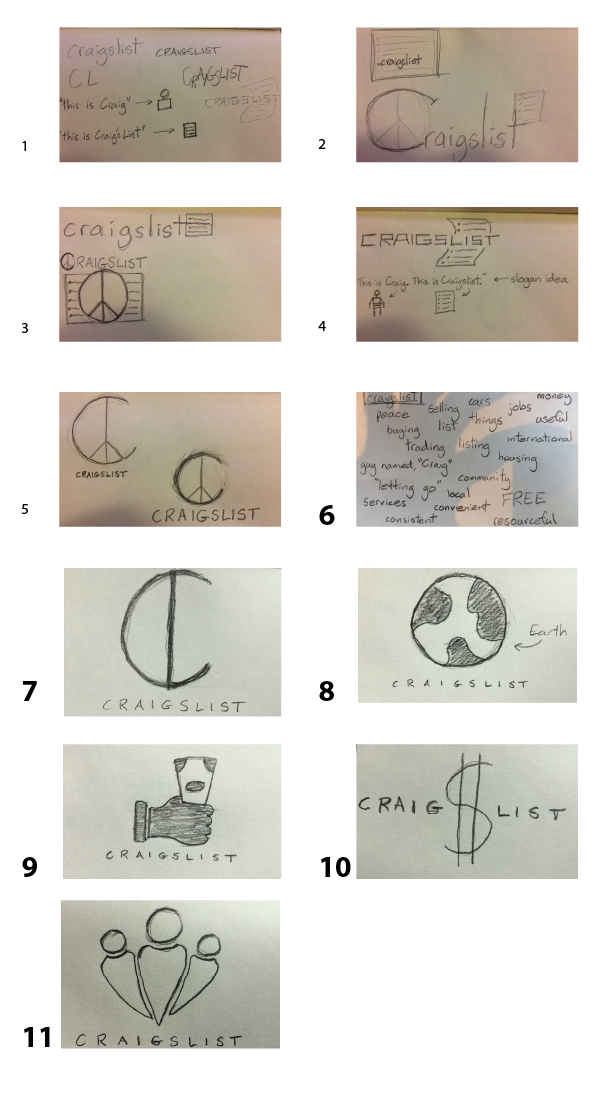 Craigslist CRAIGSLIST
CL CRAIGSLIST
"this is Craig"
CRAIGSLIST
"this is Craig's List"
1
craigslist
Craigslist
2
craigslist
CRAIGSLIST
3
CRAIGSLIST
This is Craig. This is Craigslist." slogan idea
4
CRAIGSLIST
CRAIGSLIST
5
craigslist cars money
peace selling jobs
buying list things useful
trading listing international
guy named, "Craig" housing
"letting go" community
services local FREE
convenient
consistent resourceful
6
CRAIGSLIST
7
Earth
CRAIGSLIST
8
CRAIGSLIST
9
CRAIG$LIST
10
CRAIGSLIST
11